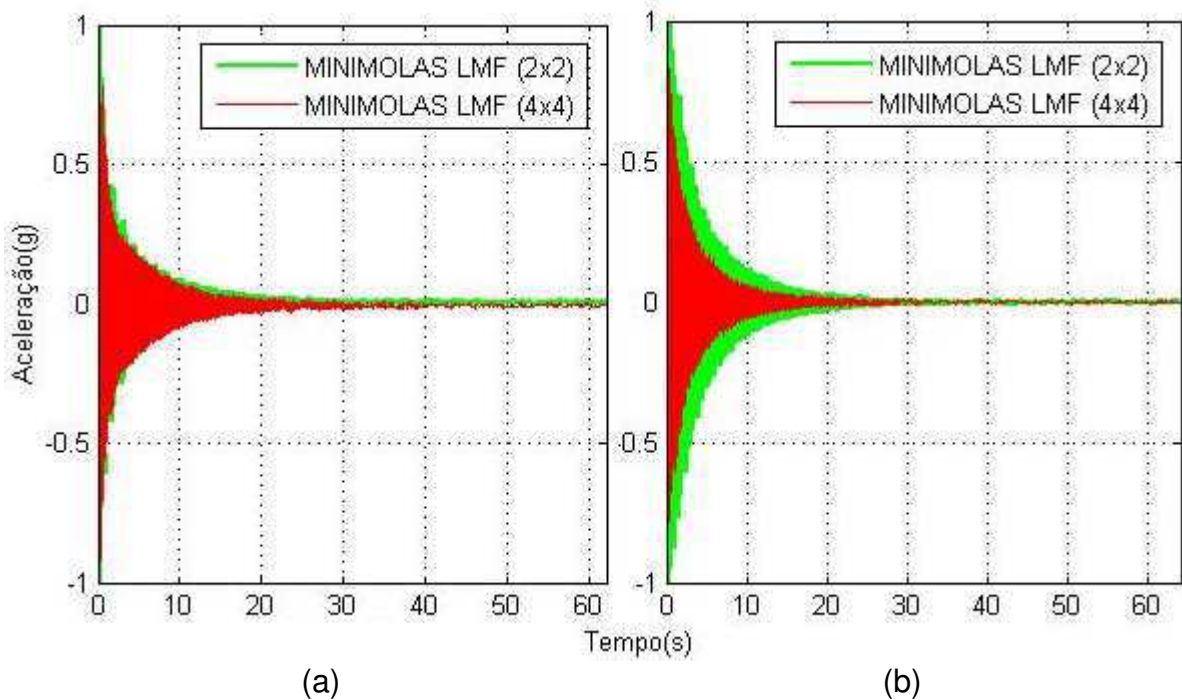 MINIMOLAS LMF (2x2)
MINIMOLAS LMF (4x4)
Aceleração(g)
1
0.5
0
-0.5
-1
0 10 20 30 40 50 60
MINIMOLAS LMF (2x2)
MINIMOLAS LMF (4x4)
1
0.5
0
-0.5
-1
0 10 20 30 40 50 60
Tempo(s)
(a)
(b)